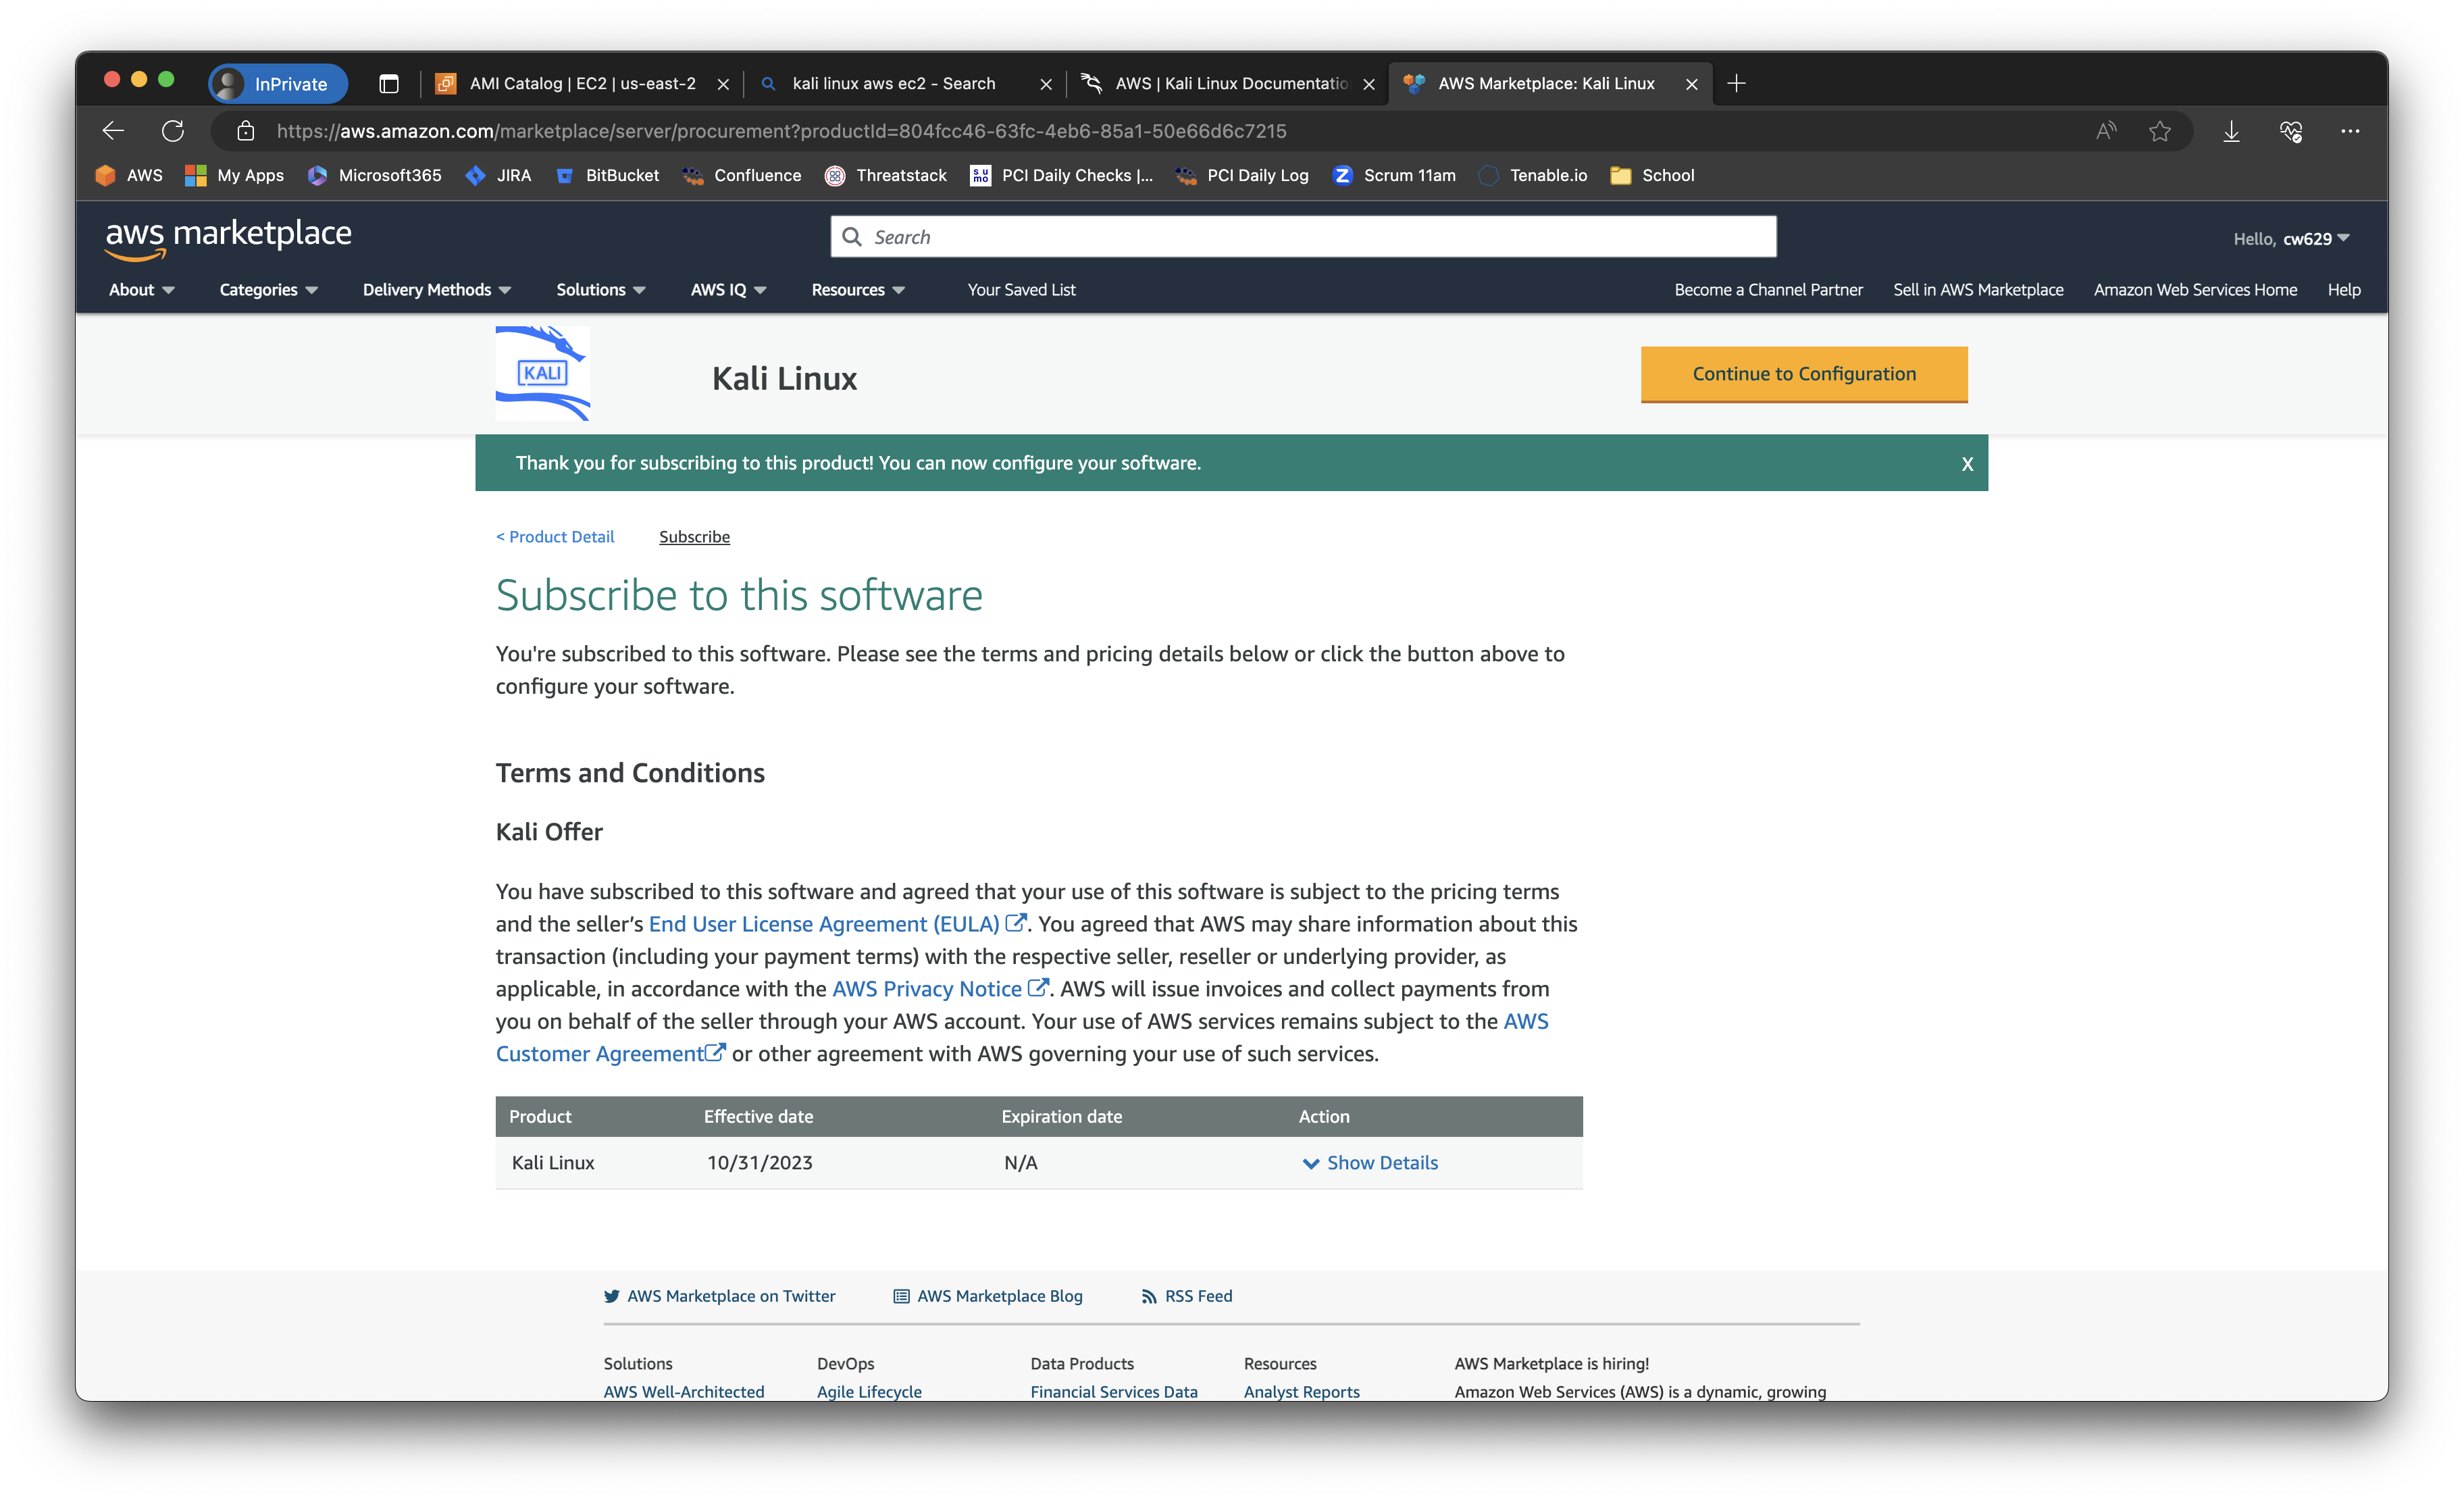 InPrivate
AMI Catalog | EC2 | us-east-2
kali linux aws ec2 - Search
AWS | Kali Linux Documentatio
AWS Marketplace: Kali Linux
https://aws.amazon.com/marketplace/server/procurement?productId=804fcc46-63fc-4eb6-85a1-50e66d6c7215
AWS My Apps Microsoft365 JIRA BitBucket Confluence Threatstack PCI Daily Checks |... PCI Daily Log Scrum 11am Tenable.io School
aws marketplace
Search
Hello, cw629
About Categories Delivery Methods Solutions AWS IQ Resources Your Saved List Become a Channel Partner Sell in AWS Marketplace Amazon Web Services Home Help
KALI
Kali Linux
Continue to Configuration
Thank you for subscribing to this product! You can now configure your software.
X
< Product Detail Subscribe
Subscribe to this software
You're subscribed to this software. Please see the terms and pricing details below or click the button above to
configure your software.
Terms and Conditions
Kali Offer
You have subscribed to this software and agreed that your use of this software is subject to the pricing terms
and the seller’s End User License Agreement (EULA). You agreed that AWS may share information about this
transaction (including your payment terms) with the respective seller, reseller or underlying provider, as
applicable, in accordance with the AWS Privacy Notice. AWS will issue invoices and collect payments from
you on behalf of the seller through your AWS account. Your use of AWS services remains subject to the AWS
Customer Agreement or other agreement with AWS governing your use of such services.
Product Effective date Expiration date Action
Kali Linux 10/31/2023 N/A Show Details
AWS Marketplace on Twitter AWS Marketplace Blog RSS Feed
Solutions DevOps Data Products Resources AWS Marketplace is hiring!
AWS Well-Architected Agile Lifecycle Financial Services Data Analyst Reports Amazon Web Services (AWS) is a dynamic, growing